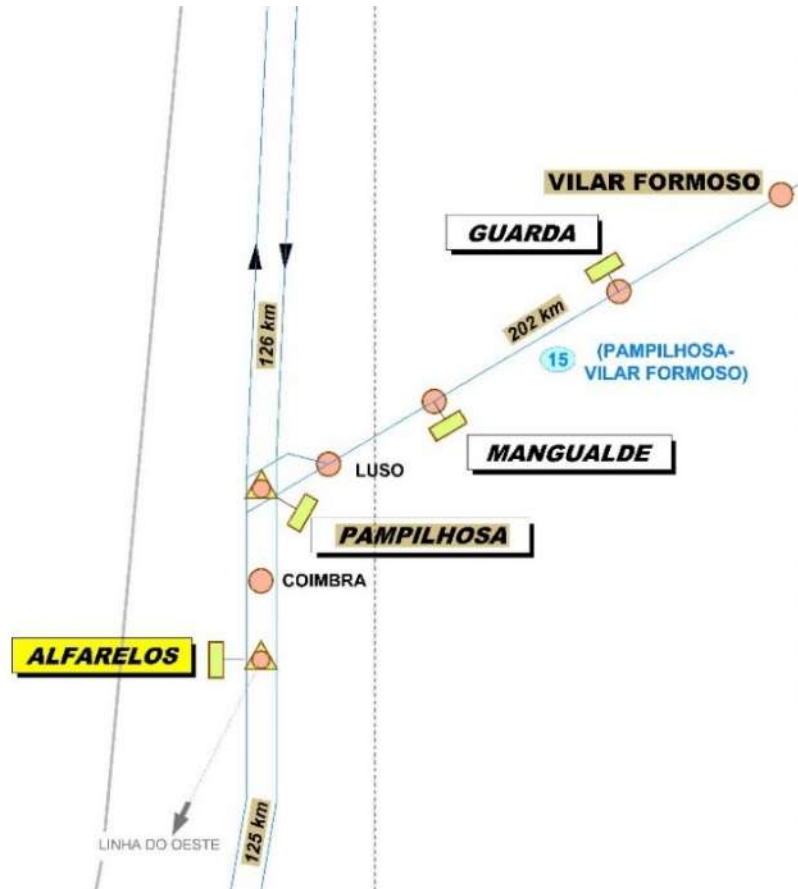 VILAR FORMOSO
GUARDA
126 km
202 km
15
(PAMPILHOSA-
VILAR FORMOSO)
MANGUALDE
LUSO
PAMPILHOSA
COIMBRA
ALFARELOS
LINHA DO OESTE
125 km